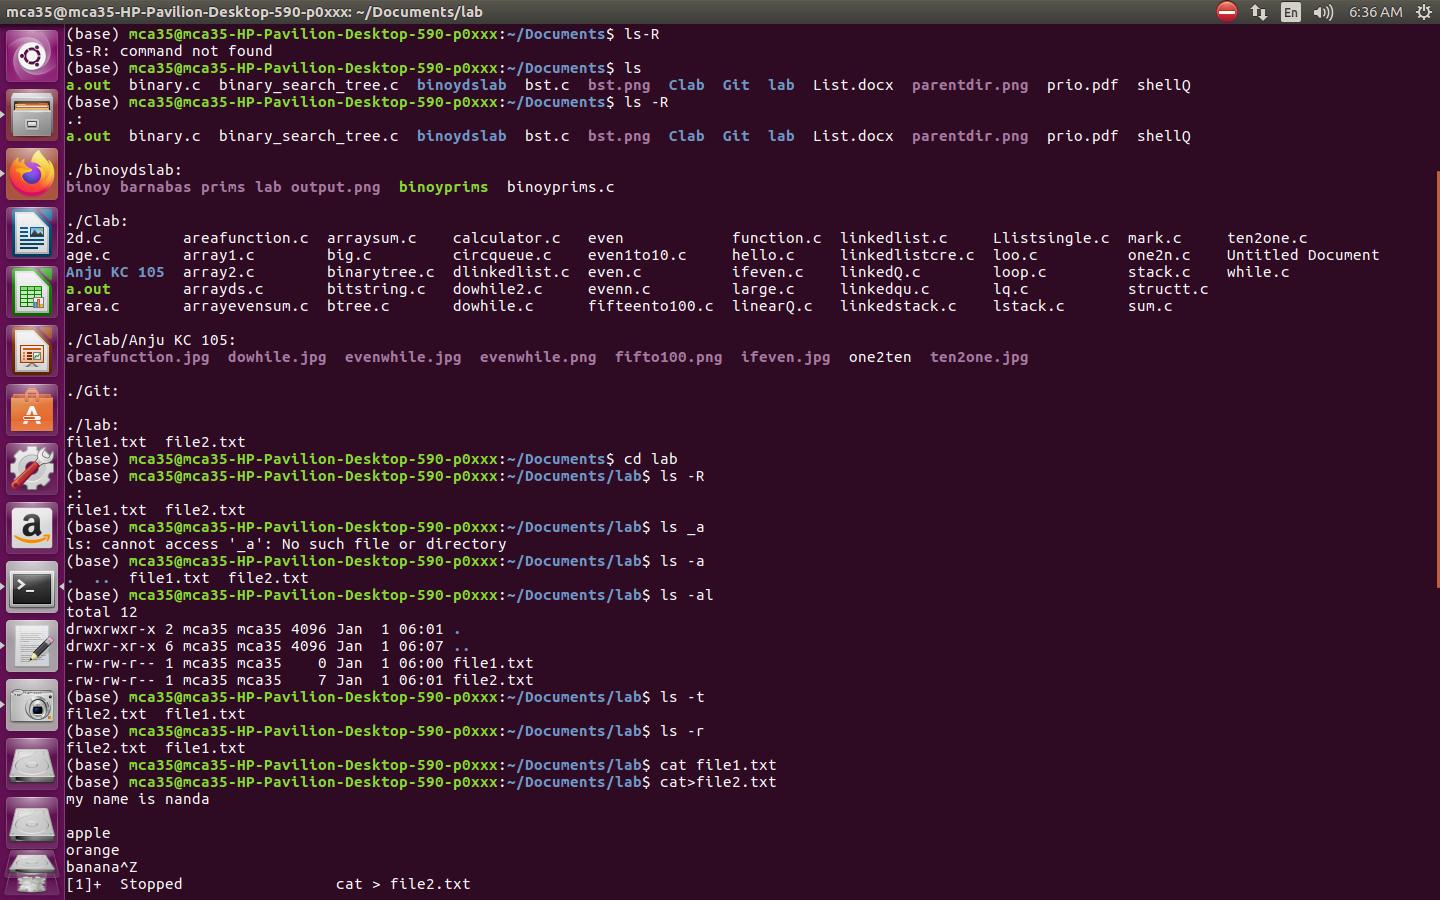 mca35@mca35-HP-Pavilion-Desktop-590-p0xxx: ~/Documents/lab
En
6:36 AM
(base) mca35@mca35-HP-Pavilion-Desktop-590-p0xxx:~/Documents$ ls-R
ls-R: command not found
(base) mca35@mca35-HP-Pavilion-Desktop-590-p0xxx:~/Documents$ ls
a.out  binary.c  binary_search_tree.c  binoydslab  bst.c  bst.png  Clab  Git  lab  List.docx  parentdir.png  prio.pdf  shellQ
(base) mca35@mca35-HP-Pavilion-Desktop-590-p0xxx:~/Documents$ ls -R
.:
a.out  binary.c  binary_search_tree.c  binoydslab  bst.c  bst.png  Clab  Git  lab  List.docx  parentdir.png  prio.pdf  shellQ
./binoydslab:
binoy barnabas prims lab output.png  binoyprims  binoyprims.c
./Clab:
2d.c         areafunction.c  arraysum.c    calculator.c   even            function.c  linkedlist.c     Llistsingle.c  mark.c     ten2one.c
age.c        array1.c        big.c         circqueue.c    even1to10.c     hello.c     linkedlistcre.c  loo.c          one2n.c    Untitled Document
Anju KC 105  array2.c        binarytree.c  dlinkedlist.c  even.c          ifeven.c    linkedQ.c        loop.c         stack.c    while.c
a.out        arrayds.c       bitstring.c   dowhile2.c     evenn.c         large.c     linkedqu.c       lq.c           structt.c
area.c       arrayevensum.c  btree.c       dowhile.c      fifteento100.c  linearQ.c   linkedstack.c    lstack.c       sum.c
./Clab/Anju KC 105:
areafunction.jpg  dowhile.jpg  evenwhile.jpg  evenwhile.png  fifto100.png  ifeven.jpg  one2ten  ten2one.jpg
./Git:
./lab:
file1.txt  file2.txt
(base) mca35@mca35-HP-Pavilion-Desktop-590-p0xxx:~/Documents$ cd lab
(base) mca35@mca35-HP-Pavilion-Desktop-590-p0xxx:~/Documents/lab$ ls -R
.:
file1.txt  file2.txt
(base) mca35@mca35-HP-Pavilion-Desktop-590-p0xxx:~/Documents/lab$ ls _a
ls: cannot access '_a': No such file or directory
(base) mca35@mca35-HP-Pavilion-Desktop-590-p0xxx:~/Documents/lab$ ls -a
.  ..  file1.txt  file2.txt
(base) mca35@mca35-HP-Pavilion-Desktop-590-p0xxx:~/Documents/lab$ ls -al
total 12
drwxrwxr-x 2 mca35 mca35 4096 Jan  1 06:01 .
drwxr-xr-x 6 mca35 mca35 4096 Jan  1 06:07 ..
-rw-rw-r-- 1 mca35 mca35    0 Jan  1 06:00 file1.txt
-rw-rw-r-- 1 mca35 mca35    7 Jan  1 06:01 file2.txt
(base) mca35@mca35-HP-Pavilion-Desktop-590-p0xxx:~/Documents/lab$ ls -t
file2.txt  file1.txt
(base) mca35@mca35-HP-Pavilion-Desktop-590-p0xxx:~/Documents/lab$ ls -r
file2.txt  file1.txt
(base) mca35@mca35-HP-Pavilion-Desktop-590-p0xxx:~/Documents/lab$ cat file1.txt
(base) mca35@mca35-HP-Pavilion-Desktop-590-p0xxx:~/Documents/lab$ cat>file2.txt
my name is nanda
apple
orange
banana^Z
[1]+  Stopped                 cat > file2.txt